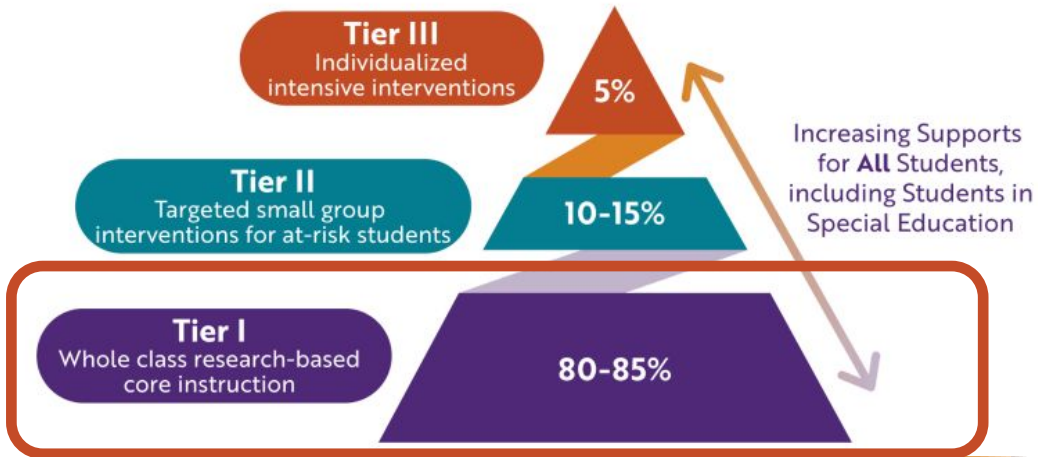 Tier III
Individualized
intensive interventions
5%
Increasing Supports
for All Students,
including Students in
Special Education
Tier II
Targeted small group
interventions for at-risk students
10-15%
Tier I
Whole class research-based
core instruction
80-85%